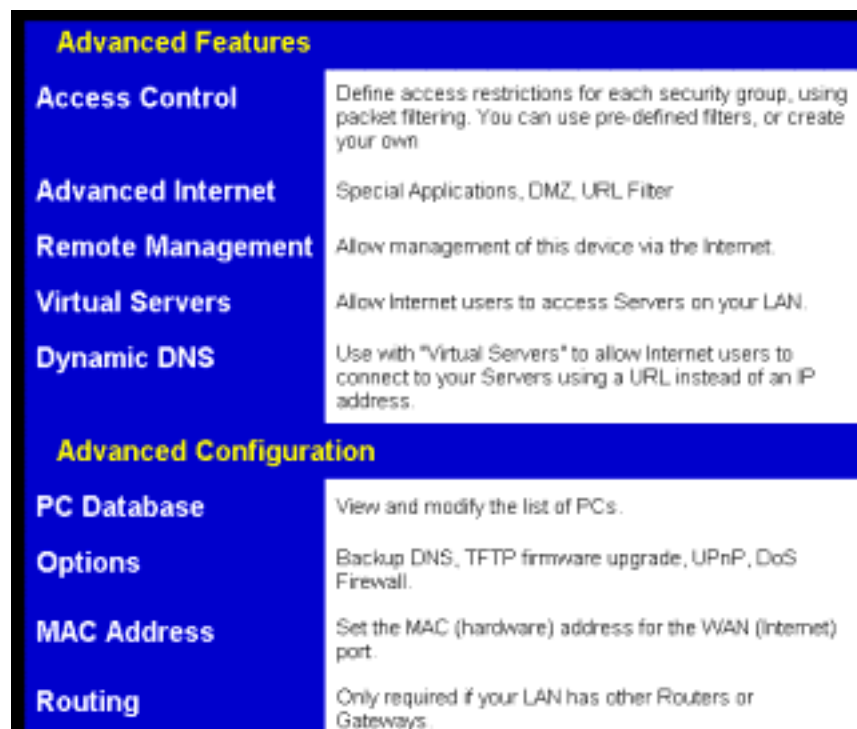 Advanced Features
Access Control
Define access restrictions for each security group, using
packet filtering. You can use pre-defined filters, or create
your own
Advanced Internet
Special Applications, DMZ, URL Filter
Remote Management
Allow management of this device via the Internet.
Virtual Servers
Allow Internet users to access Servers on your LAN.
Dynamic DNS
Use with "Virtual Servers" to allow Internet users to
connect to your Servers using a URL instead of an IP
address.
Advanced Configuration
PC Database
View and modify the list of PCs.
Options
Backup DNS, TFTP firmware upgrade, UPnP, DoS
Firewall.
MAC Address
Set the MAC (hardware) address for the WAN (Internet)
port.
Routing
Only required if your LAN has other Routers or
Gateways.